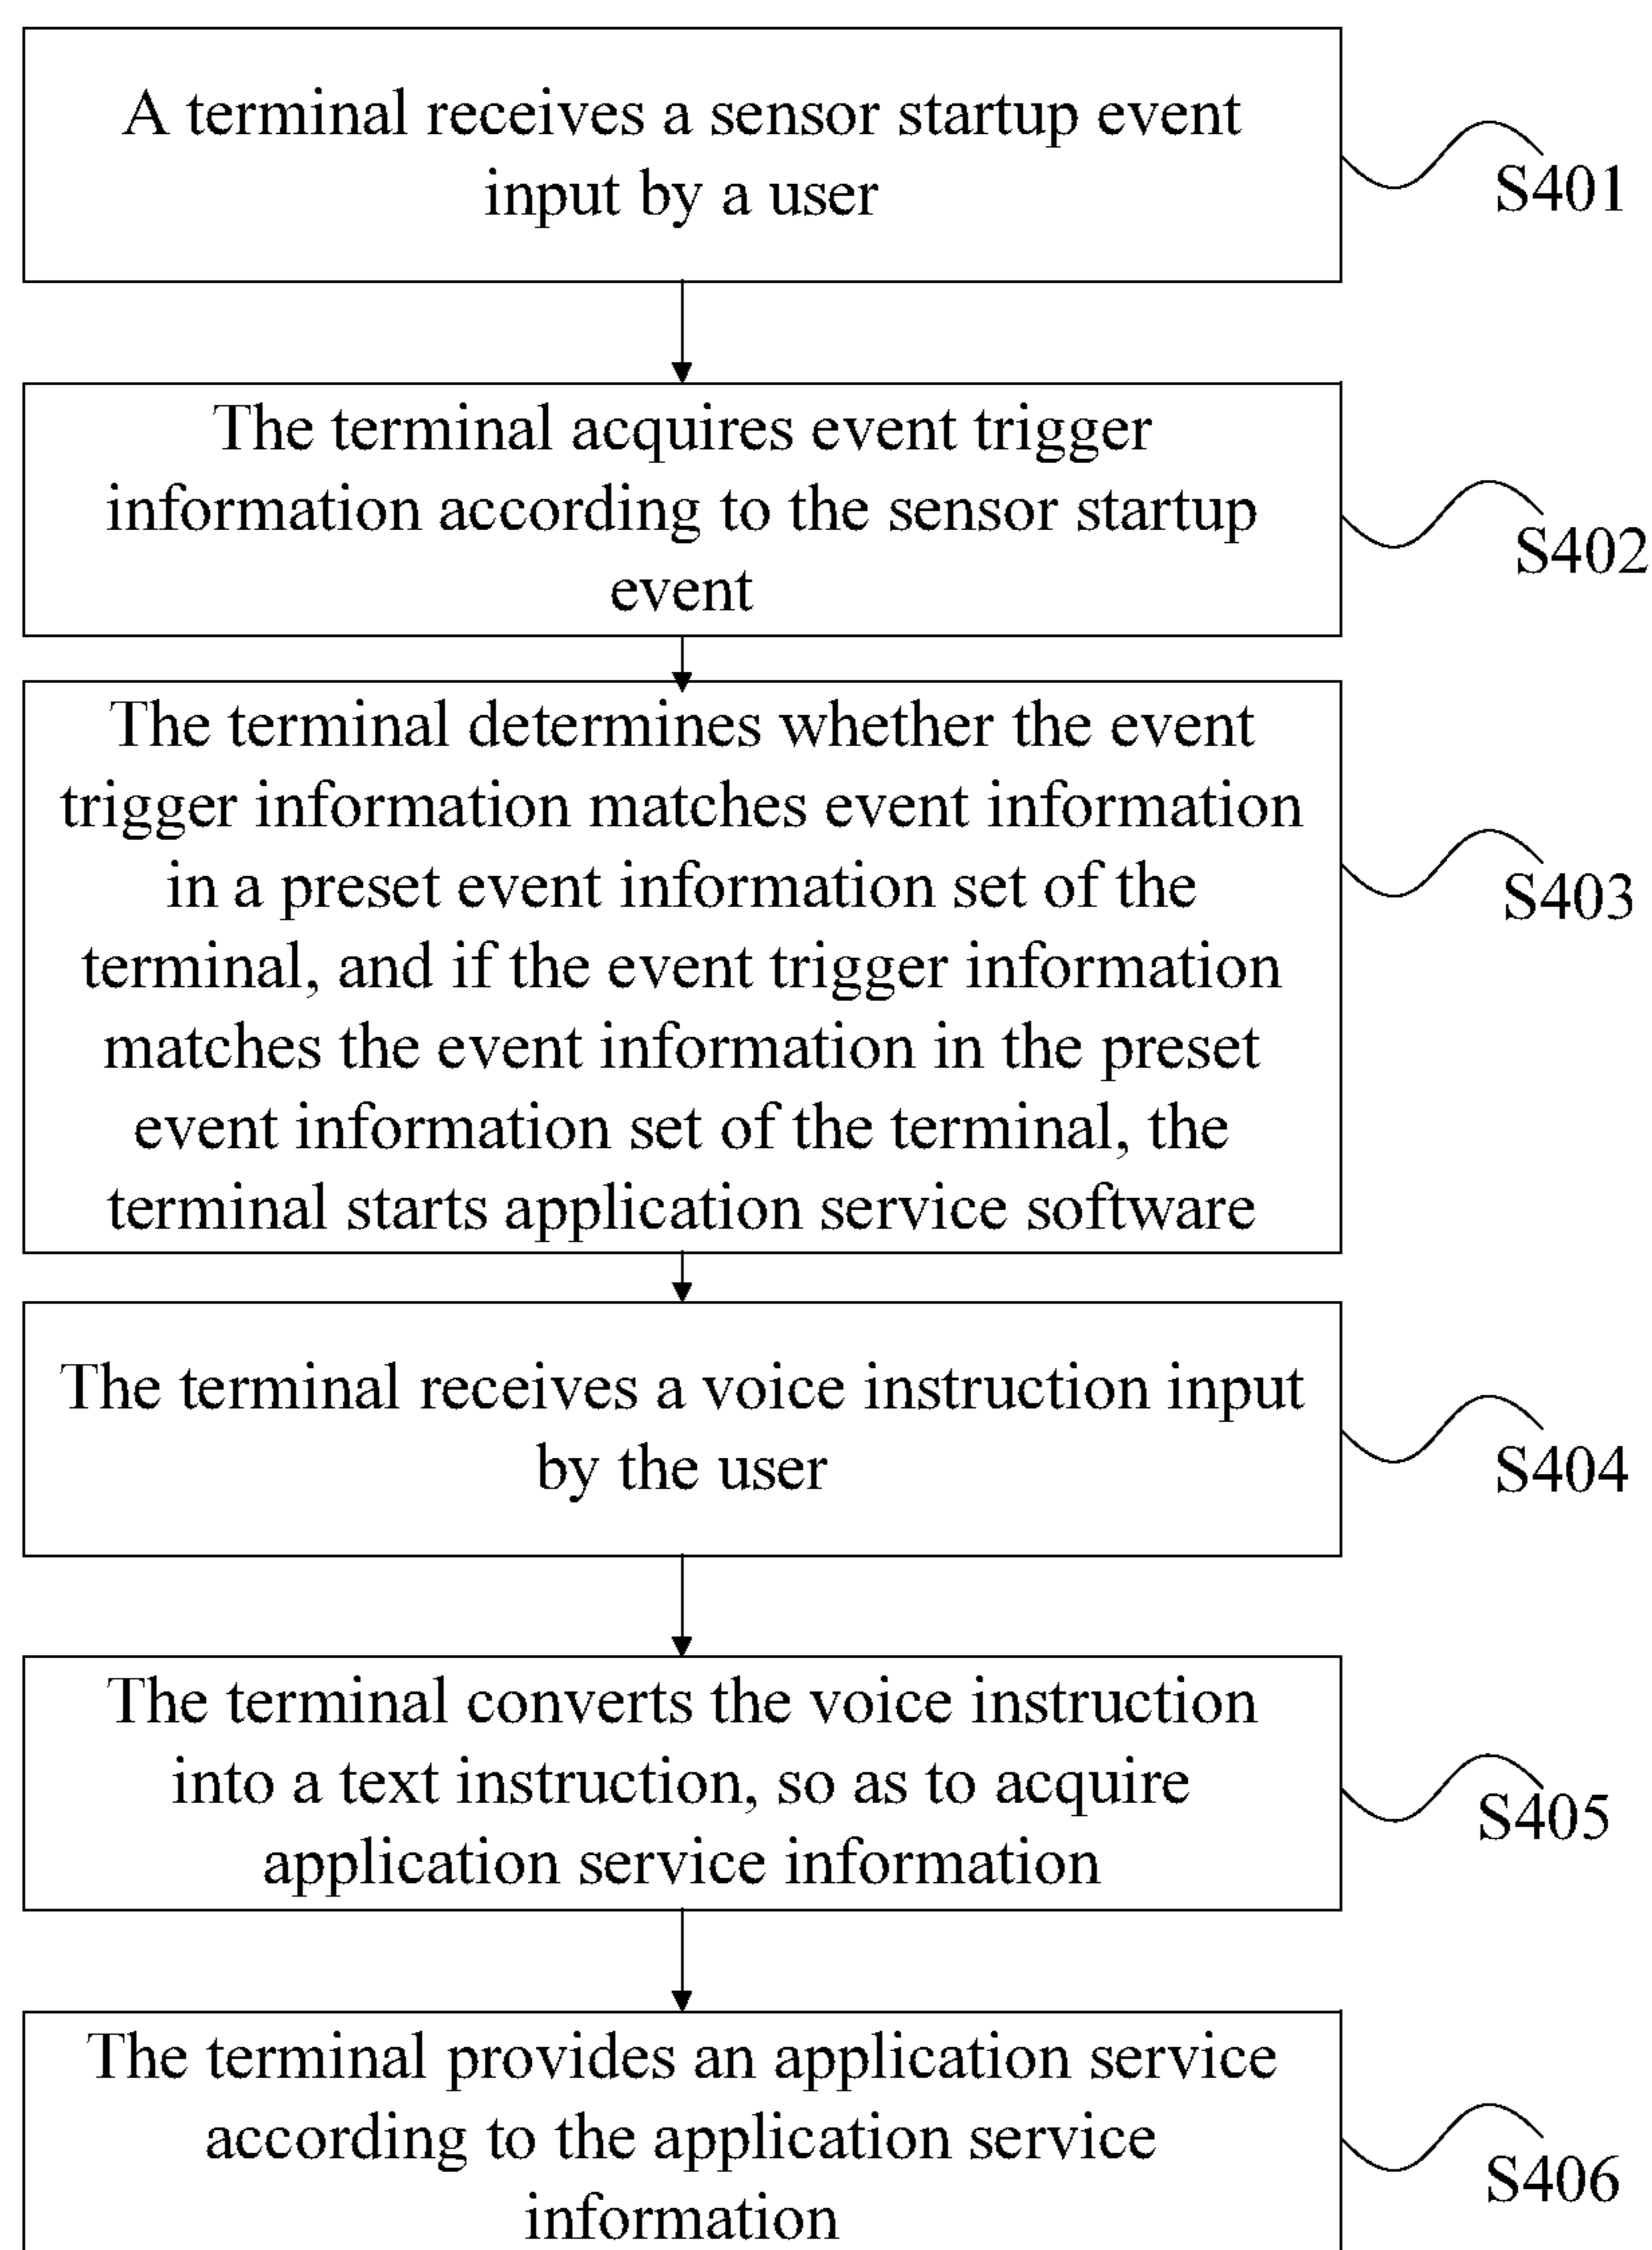 A terminal receives a sensor startup event
input by a user
S401
The terminal acquires event trigger
information according to the sensor startup
event
S402
The terminal determines whether the event
trigger information matches event information
in a preset event information set of the
terminal, and if the event trigger information
matches the event information in the preset
event information set of the terminal, the
terminal starts application service software
S403
The terminal receives a voice instruction input
by the user
S404
The terminal converts the voice instruction
into a text instruction, so as to acquire
application service information
S405
The terminal provides an application service
according to the application service
information
S406